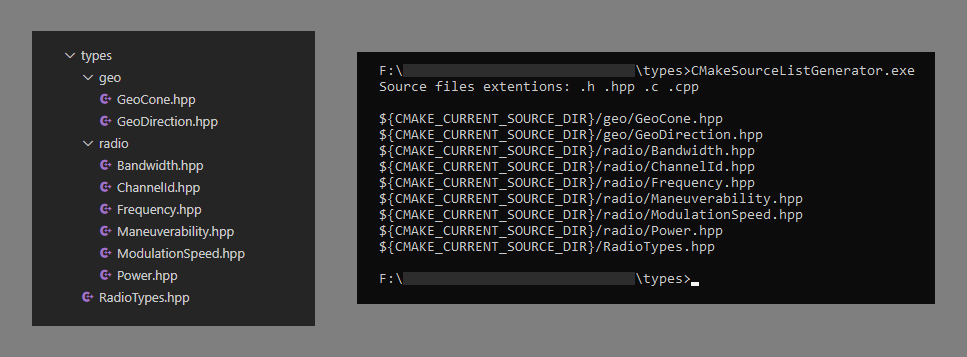 types
geo
GeoCone.hpp
GeoDirection.hpp
radio
Bandwidth.hpp
ChannelId.hpp
Frequency.hpp
Maneuverability.hpp
ModulationSpeed.hpp
Power.hpp
RadioTypes.hpp
F:\ \types>CMakeSourceListGenerator.exe
Source files extentions: .h .hpp .c .cpp
${CMAKE_CURRENT_SOURCE_DIR}/geo/GeoCone.hpp
${CMAKE_CURRENT_SOURCE_DIR}/geo/GeoDirection.hpp
${CMAKE_CURRENT_SOURCE_DIR}/radio/Bandwidth.hpp
${CMAKE_CURRENT_SOURCE_DIR}/radio/ChannelId.hpp
${CMAKE_CURRENT_SOURCE_DIR}/radio/Frequency.hpp
${CMAKE_CURRENT_SOURCE_DIR}/radio/Maneuverability.hpp
${CMAKE_CURRENT_SOURCE_DIR}/radio/ModulationSpeed.hpp
${CMAKE_CURRENT_SOURCE_DIR}/radio/Power.hpp
${CMAKE_CURRENT_SOURCE_DIR}/RadioTypes.hpp
F:\ \types>